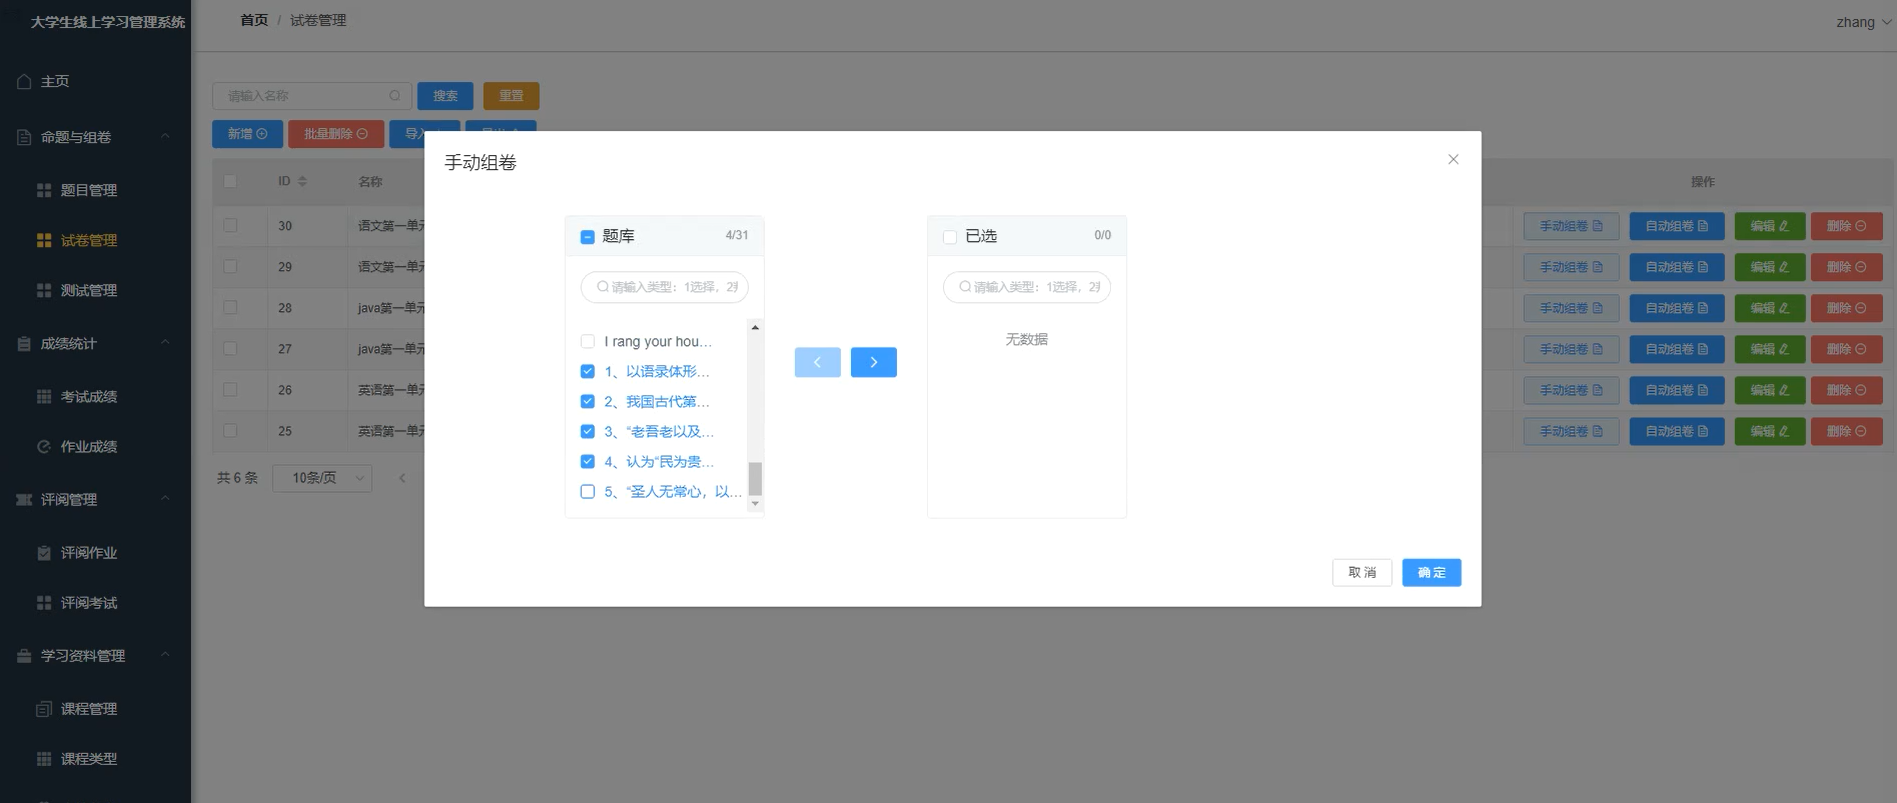 大学生线上学习管理系统
首页 / 试卷管理
zhang
主页
命题与组卷
题目管理
试卷管理
测试管理
成绩统计
考试成绩
作业成绩
评阅管理
评阅作业
评阅考试
学习资料管理
课程管理
课程类型
请输入名称
搜索
重置
新增
批量删除
导入
ID 名称 操作
30 语文第一单元 手动组卷 自动组卷 编辑 删除
29 语文第一单元 手动组卷 自动组卷 编辑 删除
28 java第一单元 手动组卷 自动组卷 编辑 删除
27 java第一单元 手动组卷 自动组卷 编辑 删除
26 英语第一单元 手动组卷 自动组卷 编辑 删除
25 英语第一单元 手动组卷 自动组卷 编辑 删除
共 6 条 10条/页
手动组卷
题库 4/31
请输入类型：1选择，2
I rang your hou...
1、以语录体形...
2、我国古代第...
3、“老吾老以及...
4、认为“民为贵...
5、“圣人无常心，以...
已选 0/0
请输入类型：1选择，2
无数据
取消
确定